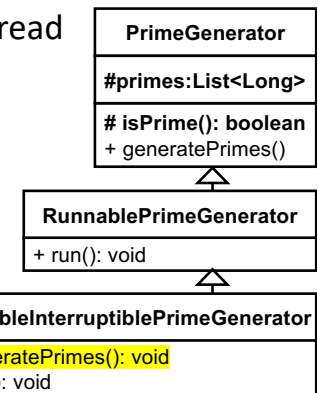 read
PrimeGenerator
#primes:List<Long>
# isPrime(): boolean
+ generatePrimes()
RunnablePrimeGenerator
+ run(): void
bleInterruptiblePrimeGenerator
eratePrimes(): void
): void